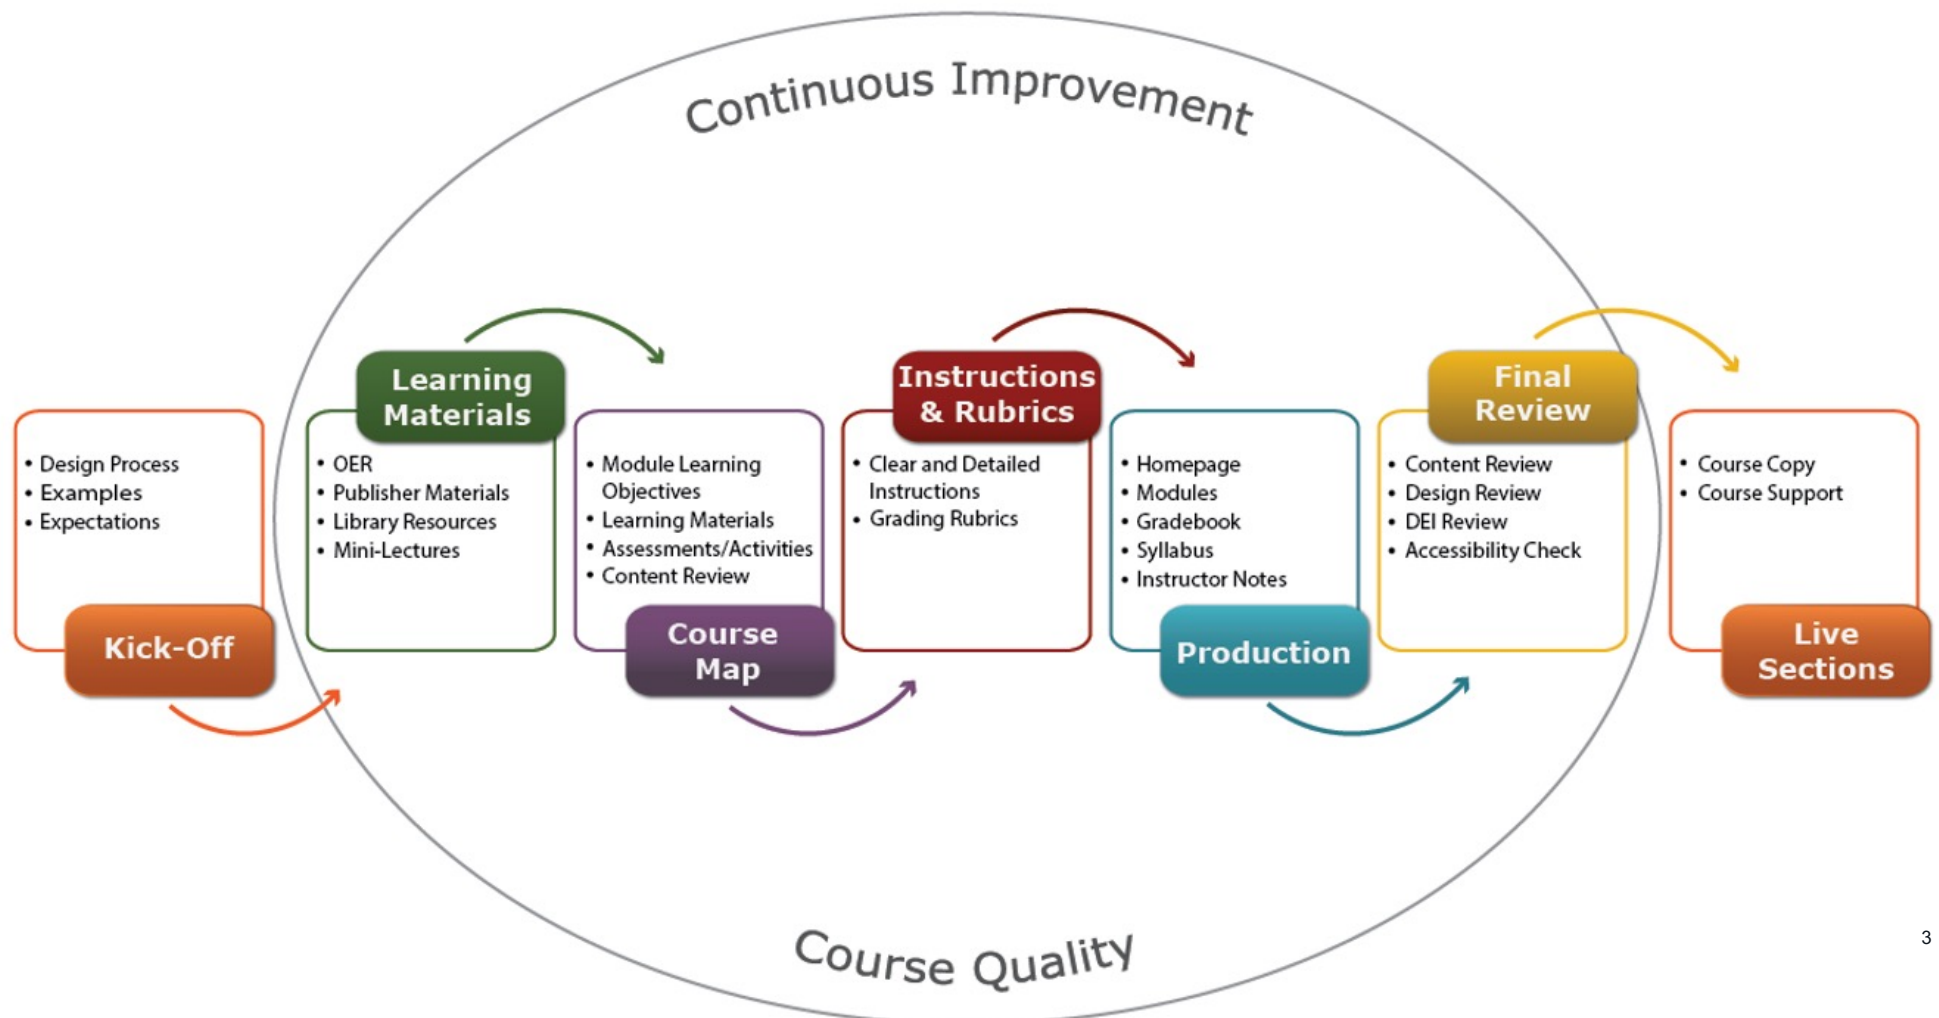 Continuous Improvement
• Design Process
• Examples
• Expectations
Kick-Off
Learning
Materials
• OER
• Publisher Materials
• Library Resources
• Mini-Lectures
• Module Learning
Objectives
• Learning Materials
• Assessments/Activities
• Content Review
Course
Map
Instructions
& Rubrics
• Clear and Detailed
Instructions
• Grading Rubrics
• Homepage
• Modules
• Gradebook
• Syllabus
• Instructor Notes
Production
Final
Review
• Content Review
• Design Review
• DEI Review
• Accessibility Check
• Course Copy
• Course Support
Live
Sections
Course Quality
3